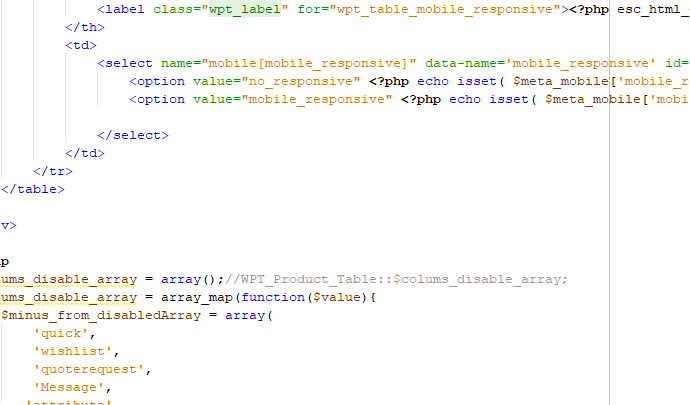 <label class="wpt_label" for="wpt_table_mobile_responsive"><?php esc_html_
</th>
<td>
<select name="mobile[mobile_responsive]" data-name='mobile_responsive' id=
<option value="no_responsive" <?php echo isset( $meta_mobile['mobile_r
<option value="mobile_responsive" <?php echo isset( $meta_mobile['mobi
</select>
</td>
</tr>
</table>
v>
p
ums_disable_array = array();//WPT_Product_Table::$colums_disable_array;
ums_disable_array = array_map(function($value){
$minus_from_disabledArray = array(
'quick',
'wishlist',
'quoterequest',
'Message',
'attribute'